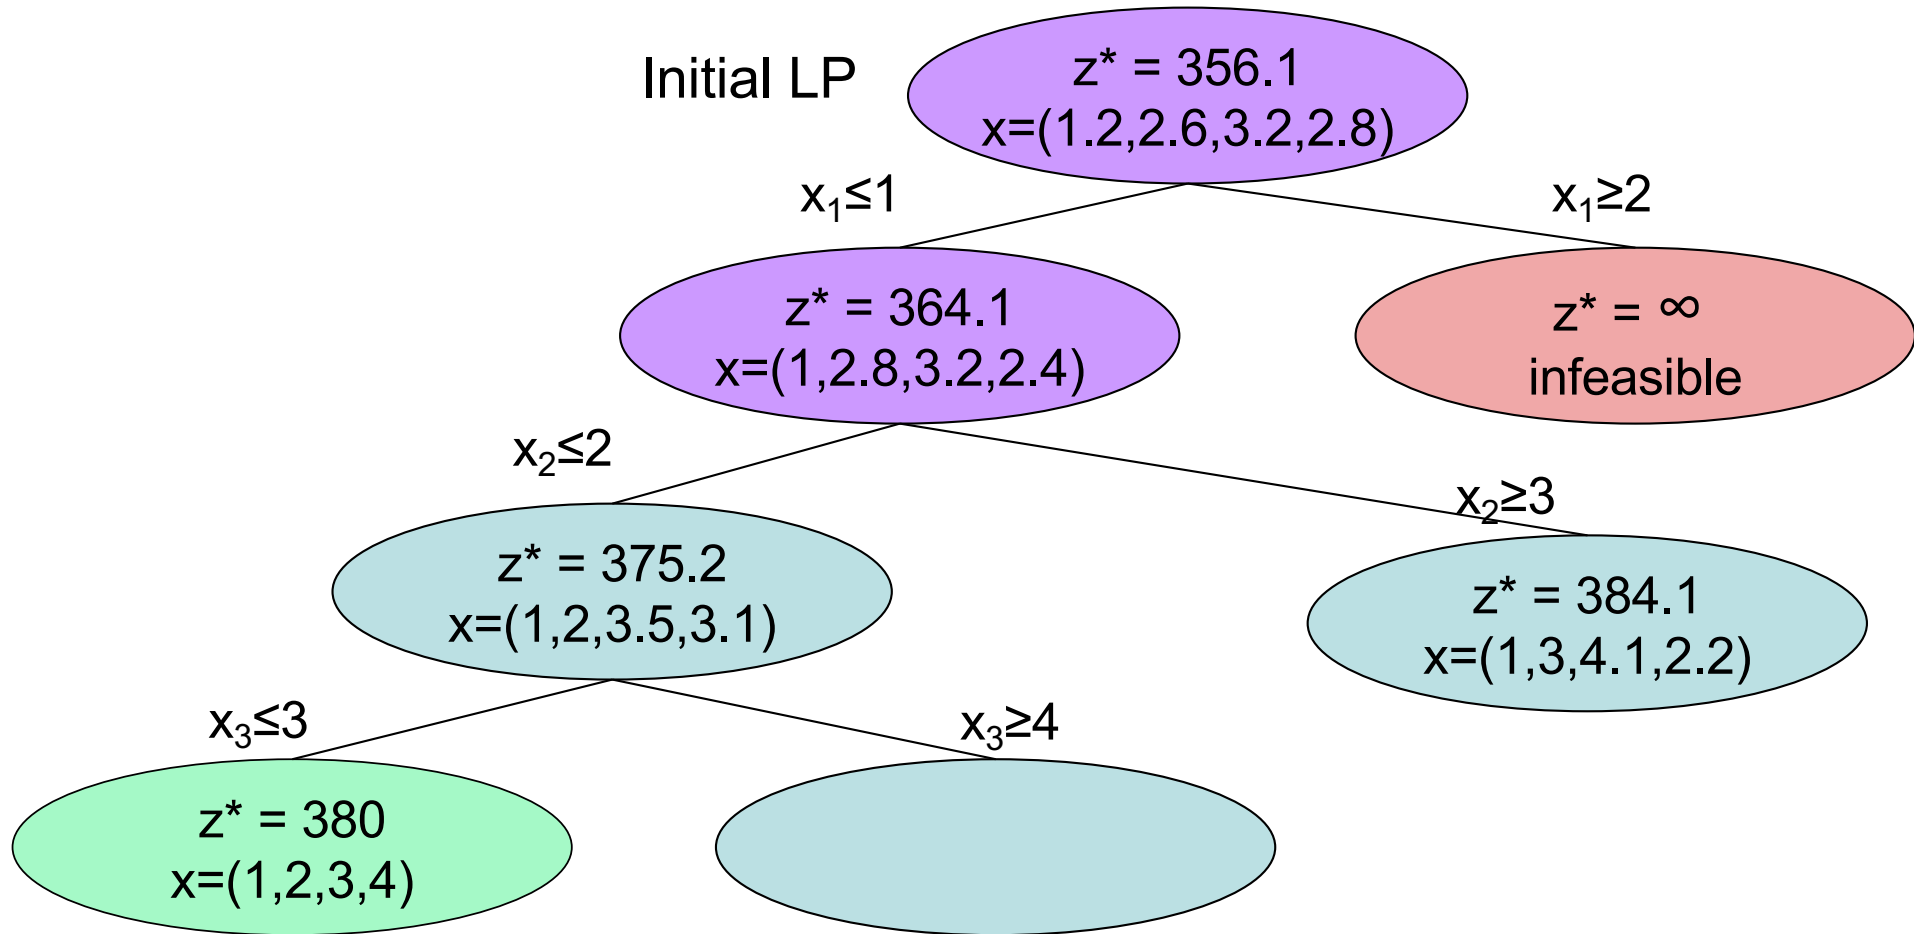 Initial LP
z* = 356.1
x=(1.2,2.6,3.2,2.8)
x₁≤1
x₁≥2
z* = 364.1
x=(1,2.8,3.2,2.4)
z* = ∞
infeasible
x₂≤2
x₂≥3
z* = 375.2
x=(1,2,3.5,3.1)
z* = 384.1
x=(1,3,4.1,2.2)
x₃≤3
x₃≥4
z* = 380
x=(1,2,3,4)